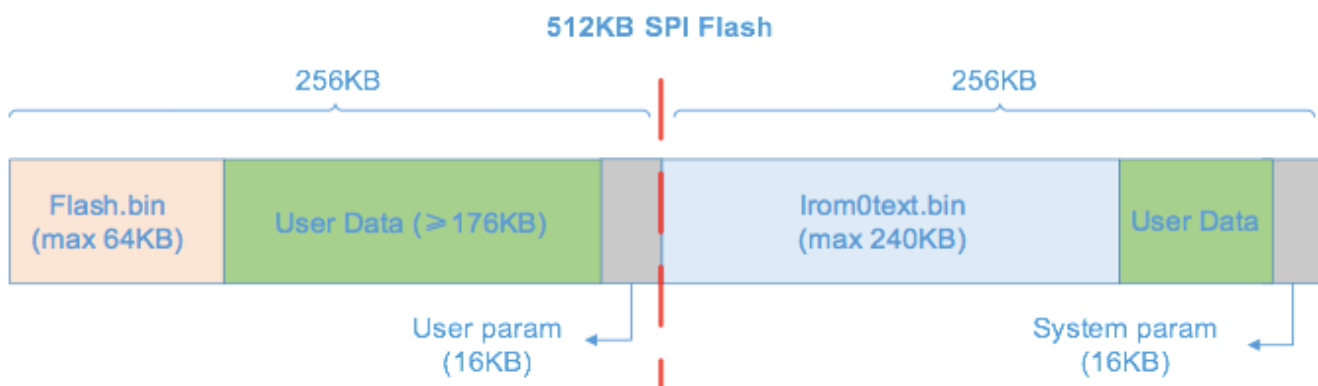 512KB SPI Flash
256KB
256KB
Flash.bin
(max 64KB)
User Data (⩾176KB)
Irom0text.bin
(max 240KB)
User Data
User param
(16KB)
System param
(16KB)